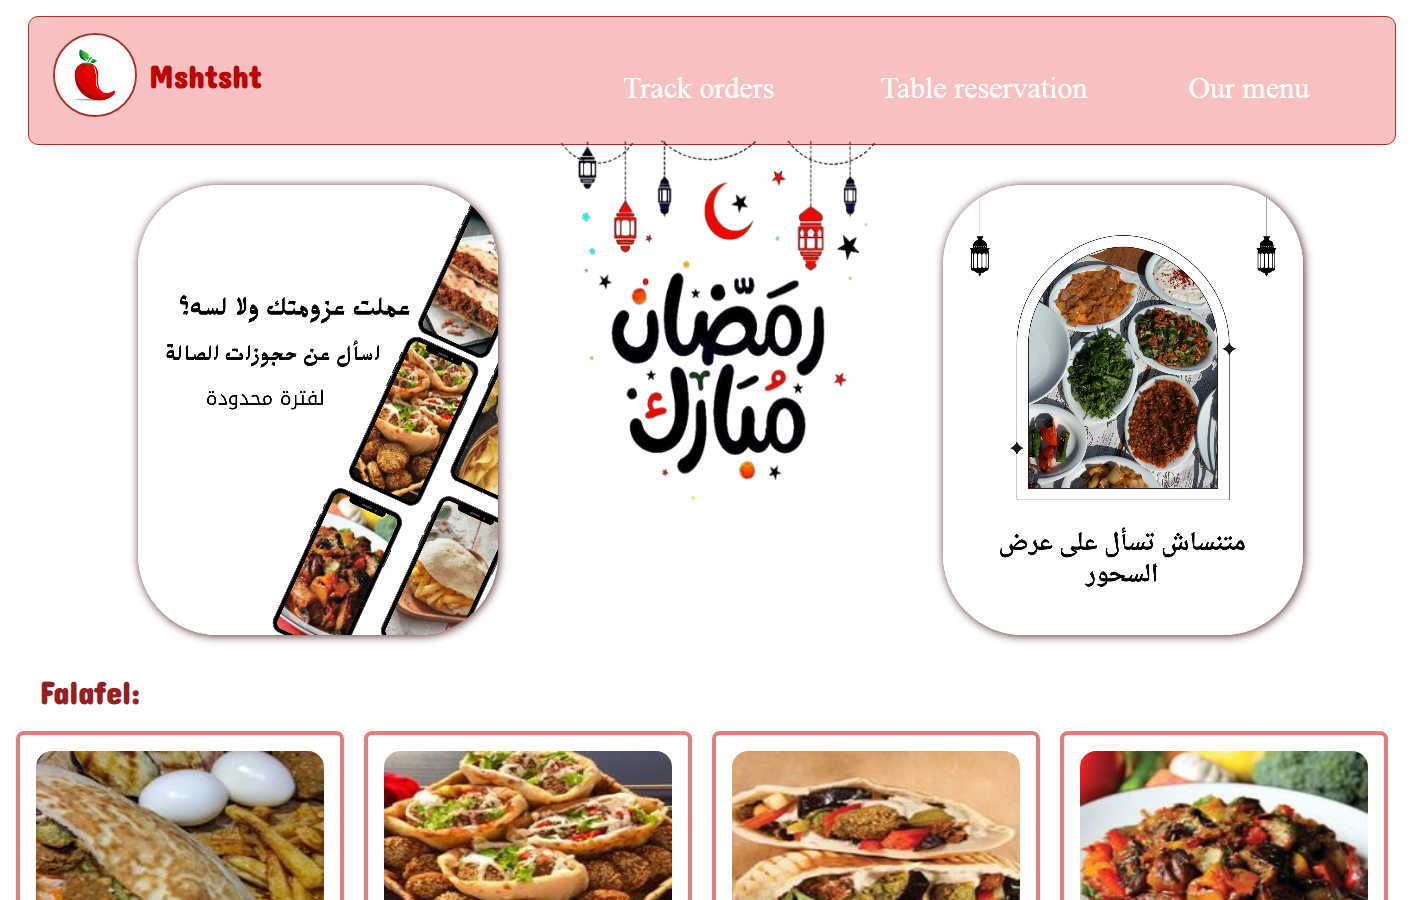 Mshtsht
Track orders
Table reservation
Our menu
عملت عزومتك ولا لسه؟
اسأل عن حجوزات الصالة
لفترة محدودة
رمضان
مبارك
متنساش تسأل على عرض
السحور
Falafel: